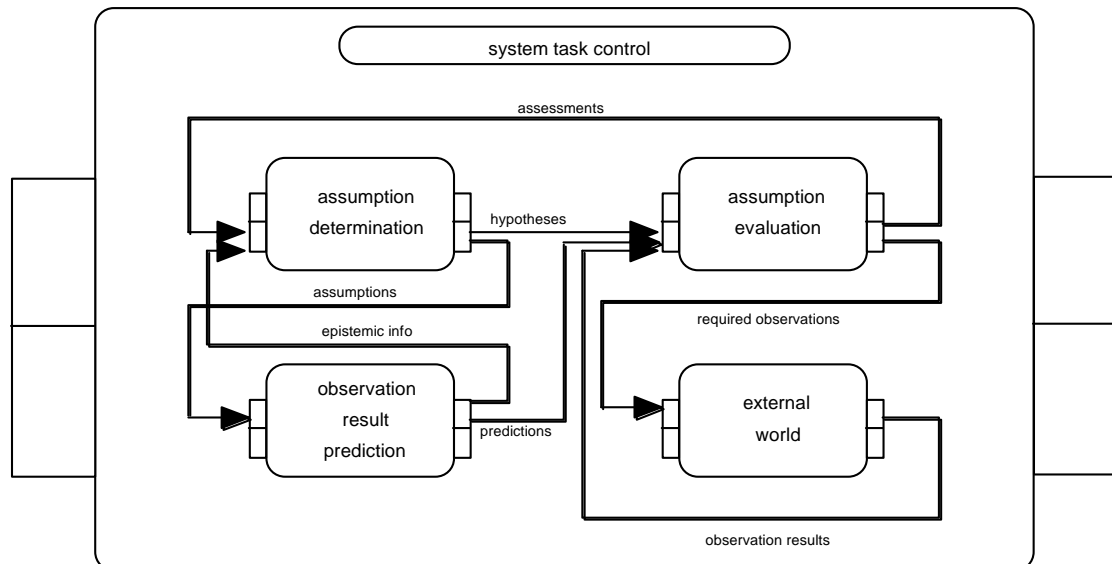 system task control
assessments
assumption
determination
hypotheses
assumption
evaluation
assumptions
epistemic info
required observations
observation
result
prediction
predictions
external
world
observation results